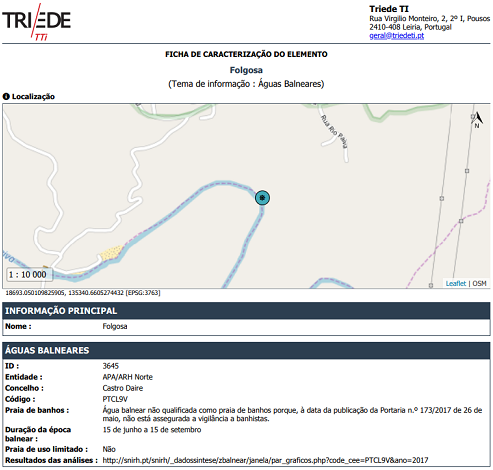 TRIEDE
TTi
Triede TI
Rua Virgílio Monteiro, 2, 2º I, Pousos
2410-408 Leiria, Portugal
geral@triedeti.pt
FICHA DE CARACTERIZAÇÃO DO ELEMENTO
Folgosa
(Tema de informação : Águas Balneares)
Localização
Rua Rio Paiva
N
1 : 10 000
Leaflet | OSM
18693.050109825905, 135340.6605274432 [EPSG:3763]
INFORMAÇÃO PRINCIPAL
Nome : Folgosa
ÁGUAS BALNEARES
ID : 3645
Entidade : APA/ARH Norte
Concelho : Castro Daire
Código : PTCL9V
Praia de banhos : Água balnear não qualificada como praia de banhos porque, à data da publicação da Portaria n.º 173/2017 de 26 de
maio, não está assegurada a vigilância a banhistas.
Duração da época
balnear : 15 de junho a 15 de setembro
Praia de uso limitado : Não
Resultados das análises : http://snirh.pt/snirh/_dadossintese/zbalnear/janela/par_graficos.php?code_cee=PTCL9V&ano=2017